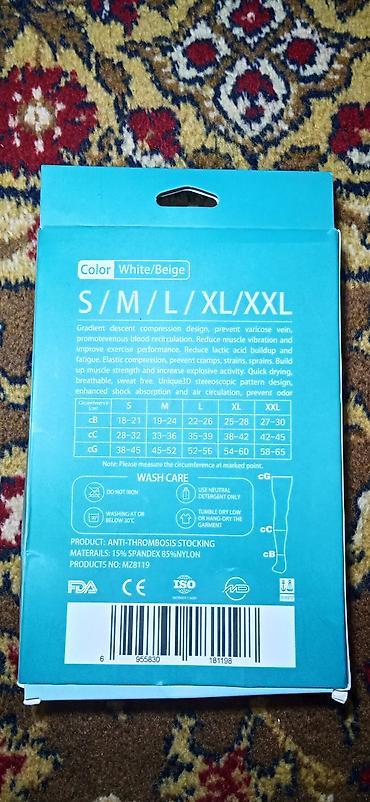 Color White/Beige
S / M / L / XL/XXL
Gradient descent compression design, prevent varicose vein,
promotevenous blood recirculation. Reduce muscle vibration and
improve exercise performance. Reduce lactic acid buildup and
fatigue. Elastic compression, prevent cramps, strains, sprains. Build
up muscle strength and increase explosive activity. Quick drying,
breathable, sweat free. Unique3D stereoscopic pattern design,
enhanced shock absorption and air circulation, prevent odor
S M L XL XXL
cB 18-21 19-24 22-26 25-28 27-30
cC 28-32 33-36 35-39 38-42 42-45
cG 38-45 45-52 52-56 54-60 58-65
Note: Please measure the circumference at marked point.
WASH CARE
DO NOT IRON
USE NEUTRAL
DETERGENT ONLY
WASHING AT OR
BELOW 30℃
TUMBLE DRY LOW
OR HANG-DRY THE
GARMENT
cG
cC
cB
PRODUCT: ANTI-THROMBOSIS STOCKING
MATERAILS: 15% SPANDEX 85%NYLON
PRODUCTS NO: MZ8119
FDA CE ISO
6 955830 181198